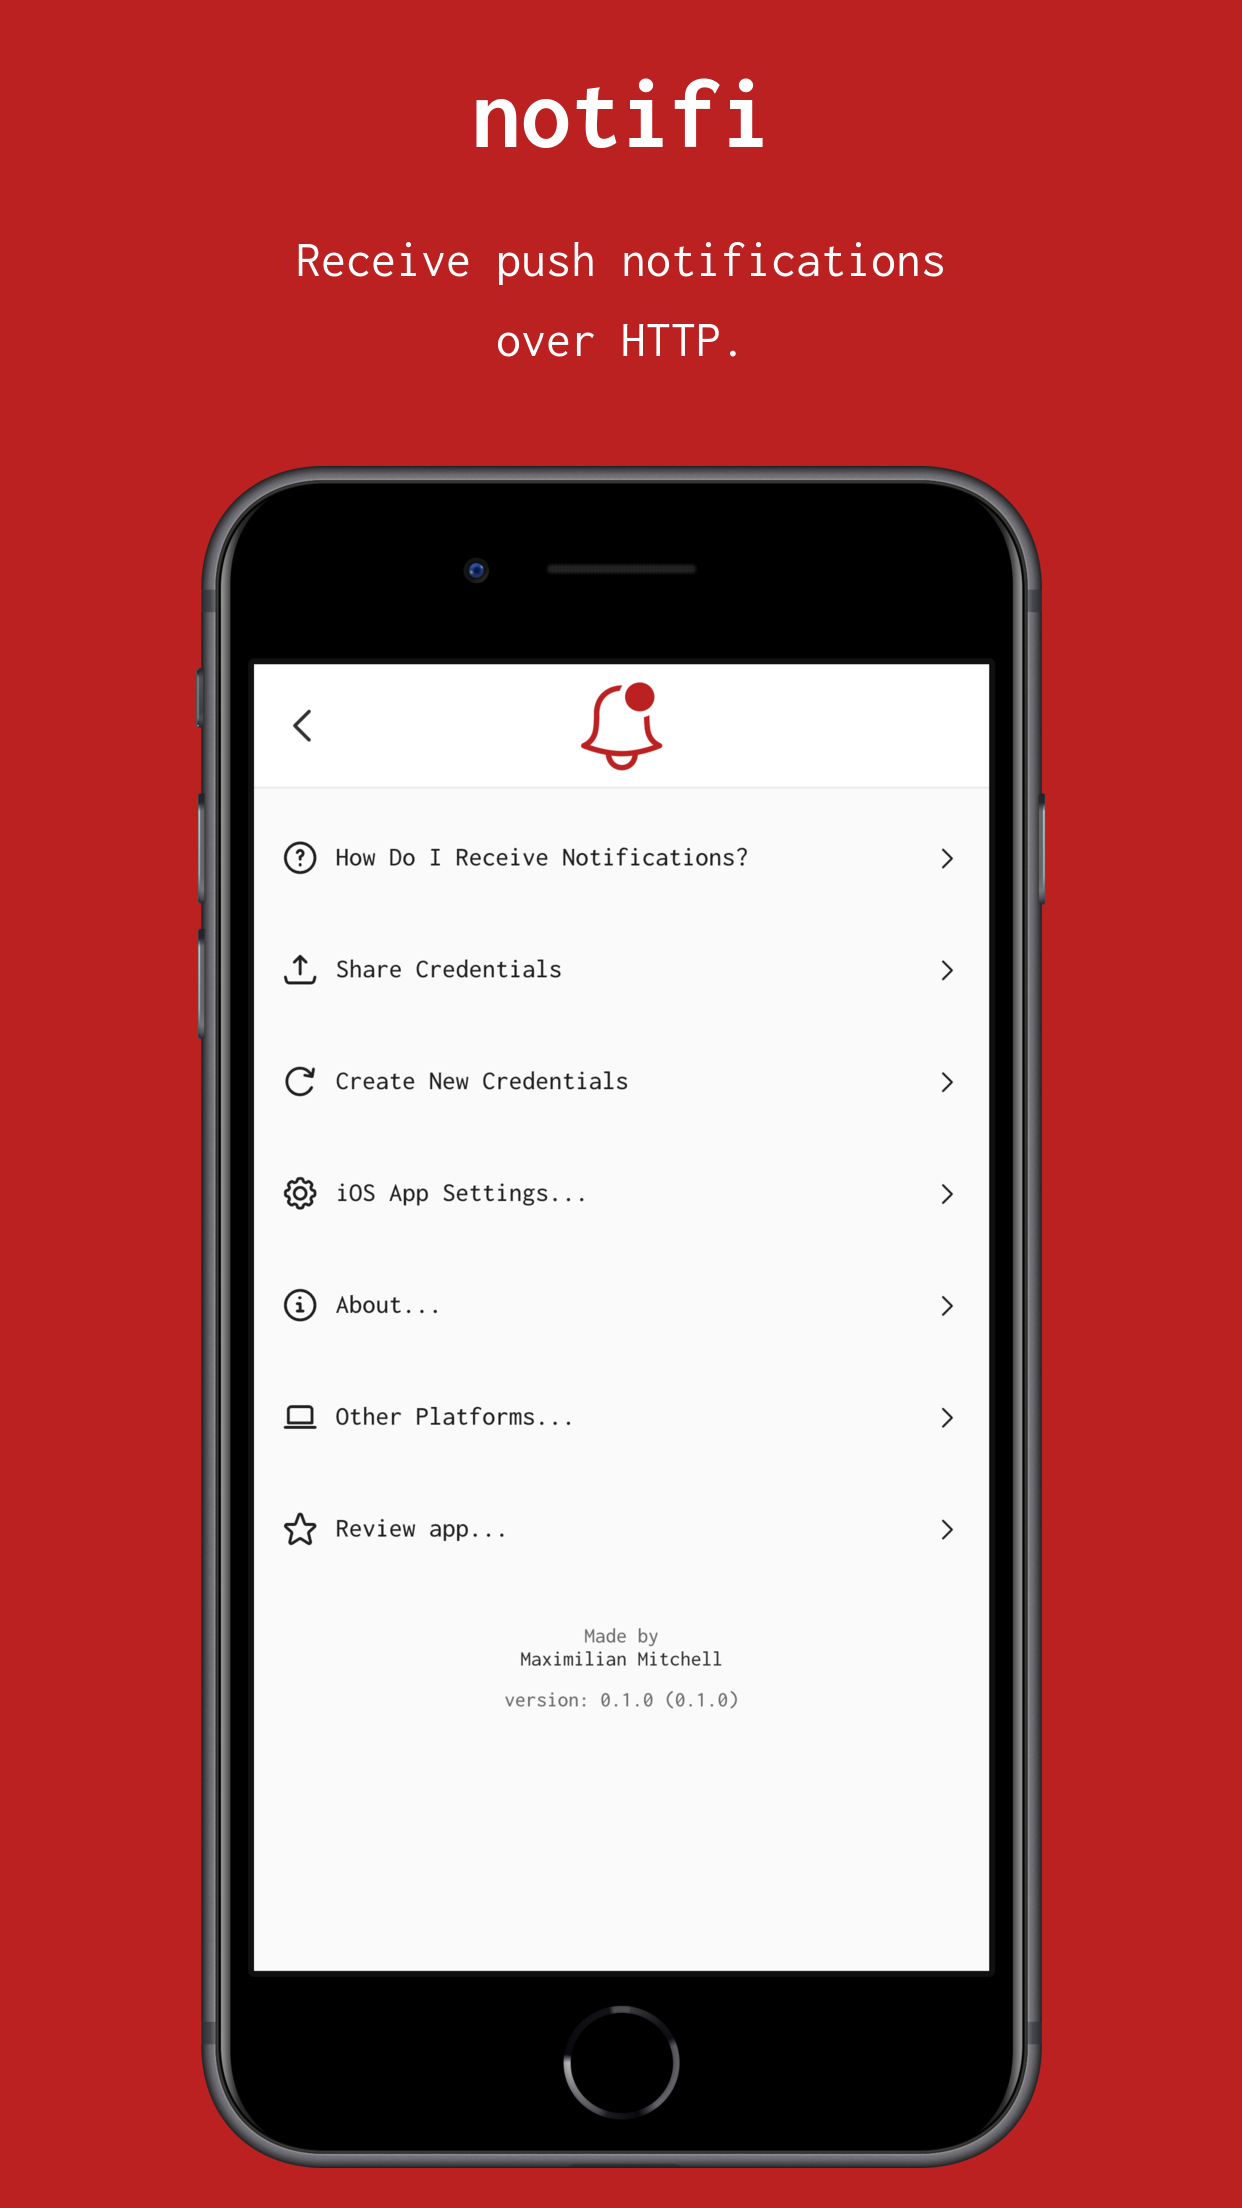 notifi
Receive push notifications
over HTTP.
How Do I Receive Notifications?
Share Credentials
Create New Credentials
iOS App Settings...
About...
Other Platforms...
Review app...
Made by
Maximilian Mitchell
version: 0.1.0 (0.1.0)